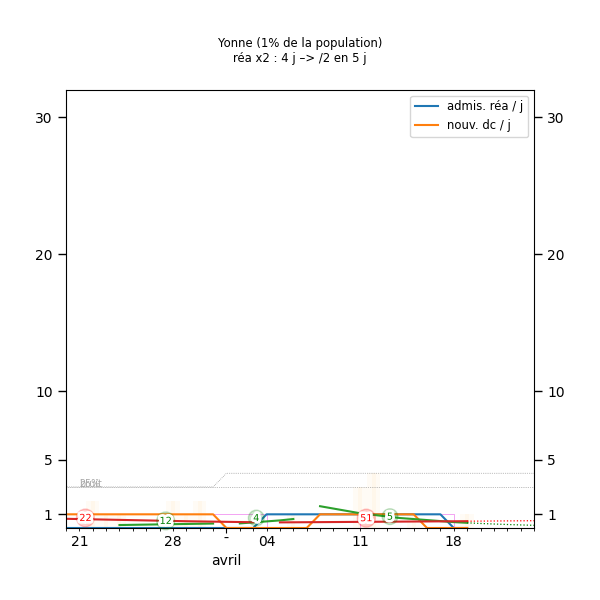 Yonne (1% de la population)
réa x2 : 4 j –> /2 en 5 j
admis. réa / j
nouv. dc / j
30 30
20 20
10 10
5 5
1 1
22 12 4 51 5
21 28 - 04 11 18
avril